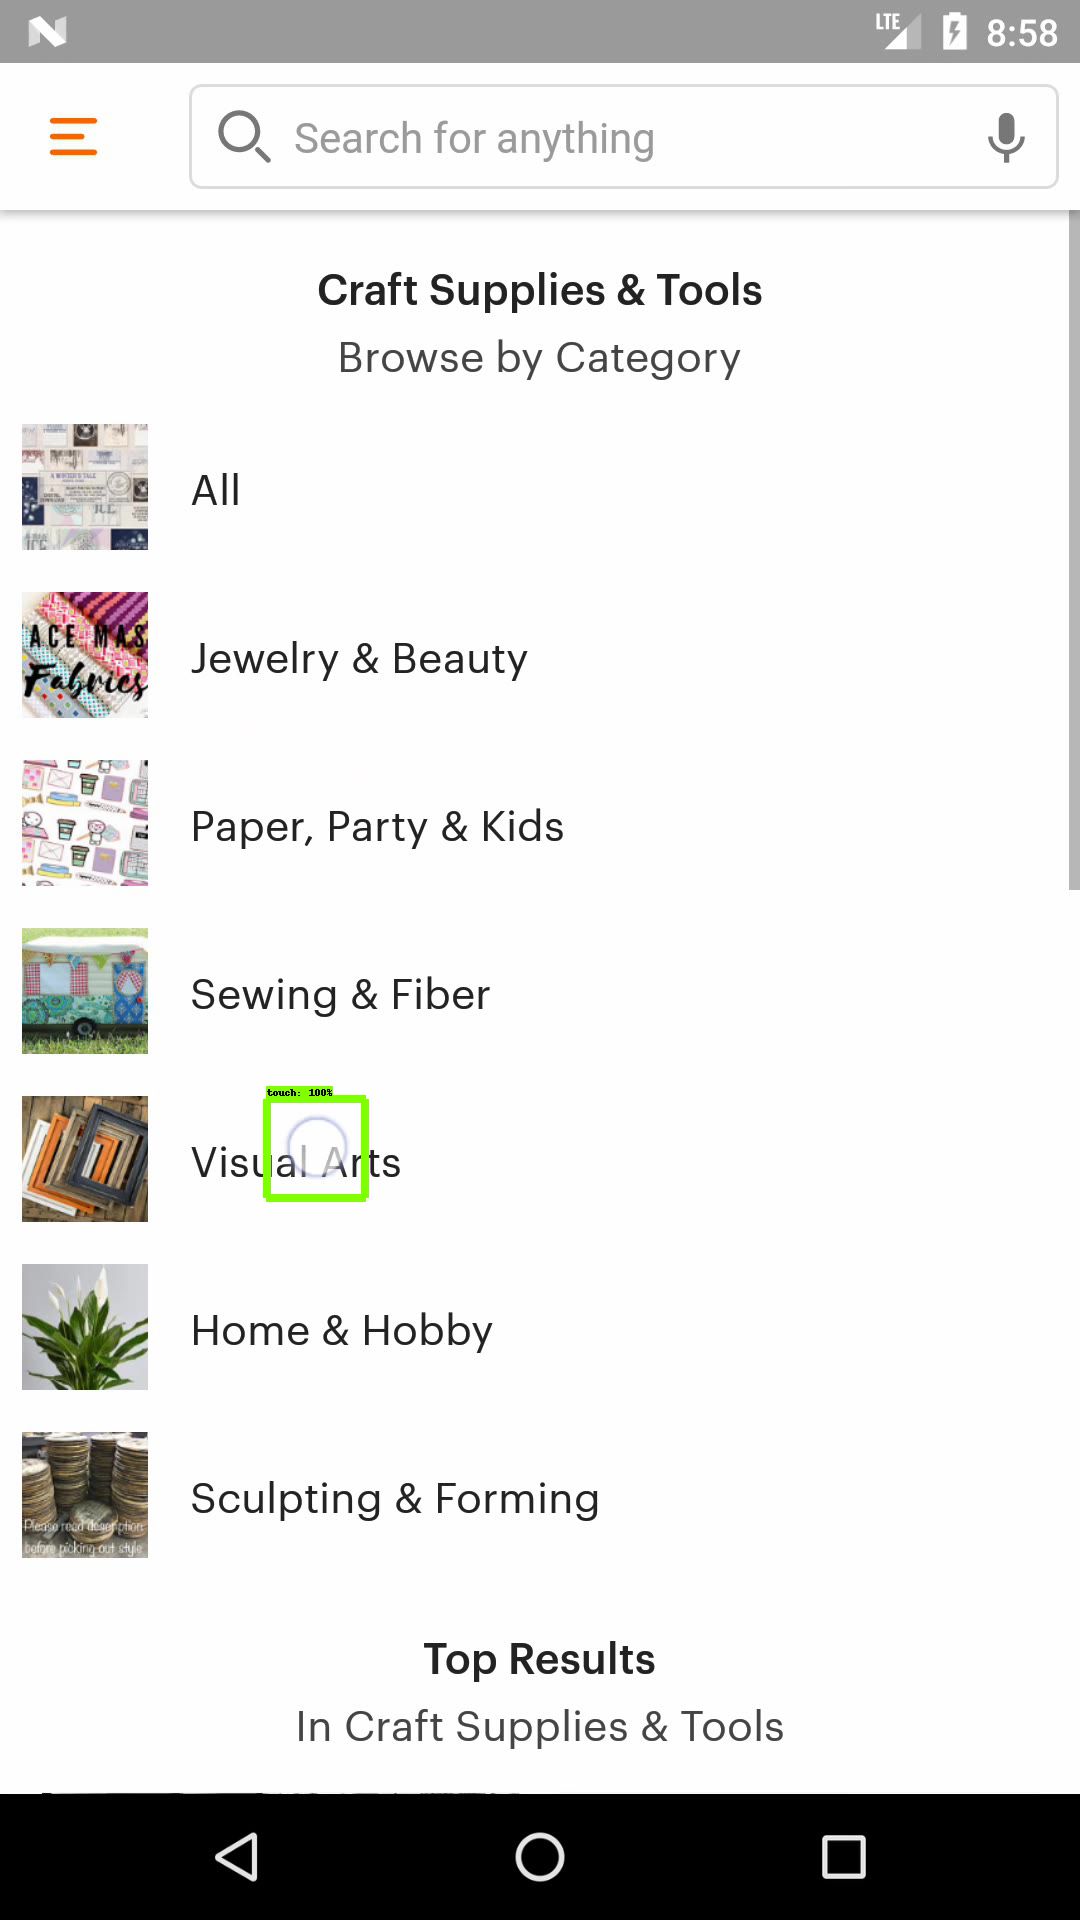 LTE 8:58
Search for anything
Craft Supplies & Tools
Browse by Category
A WINTER'S TALE
All
ACE MAS
Fabrics
Jewelry & Beauty
Paper, Party & Kids
Sewing & Fiber
touch: 100%
Visual Arts
Home & Hobby
Sculpting & Forming
Please read description
before picking out style
Top Results
In Craft Supplies & Tools